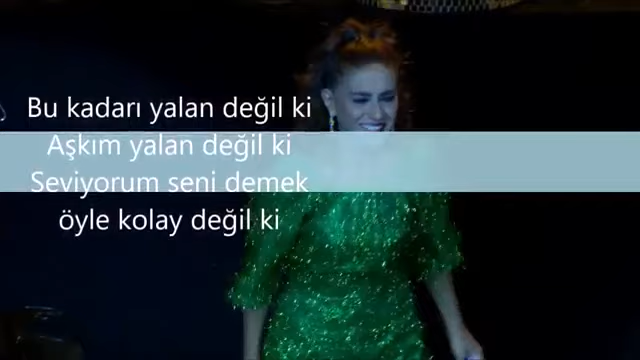 Bu kadarı yalan değil ki
Aşkım yalan değil ki
Seviyorum seni demek
öyle kolay değil ki